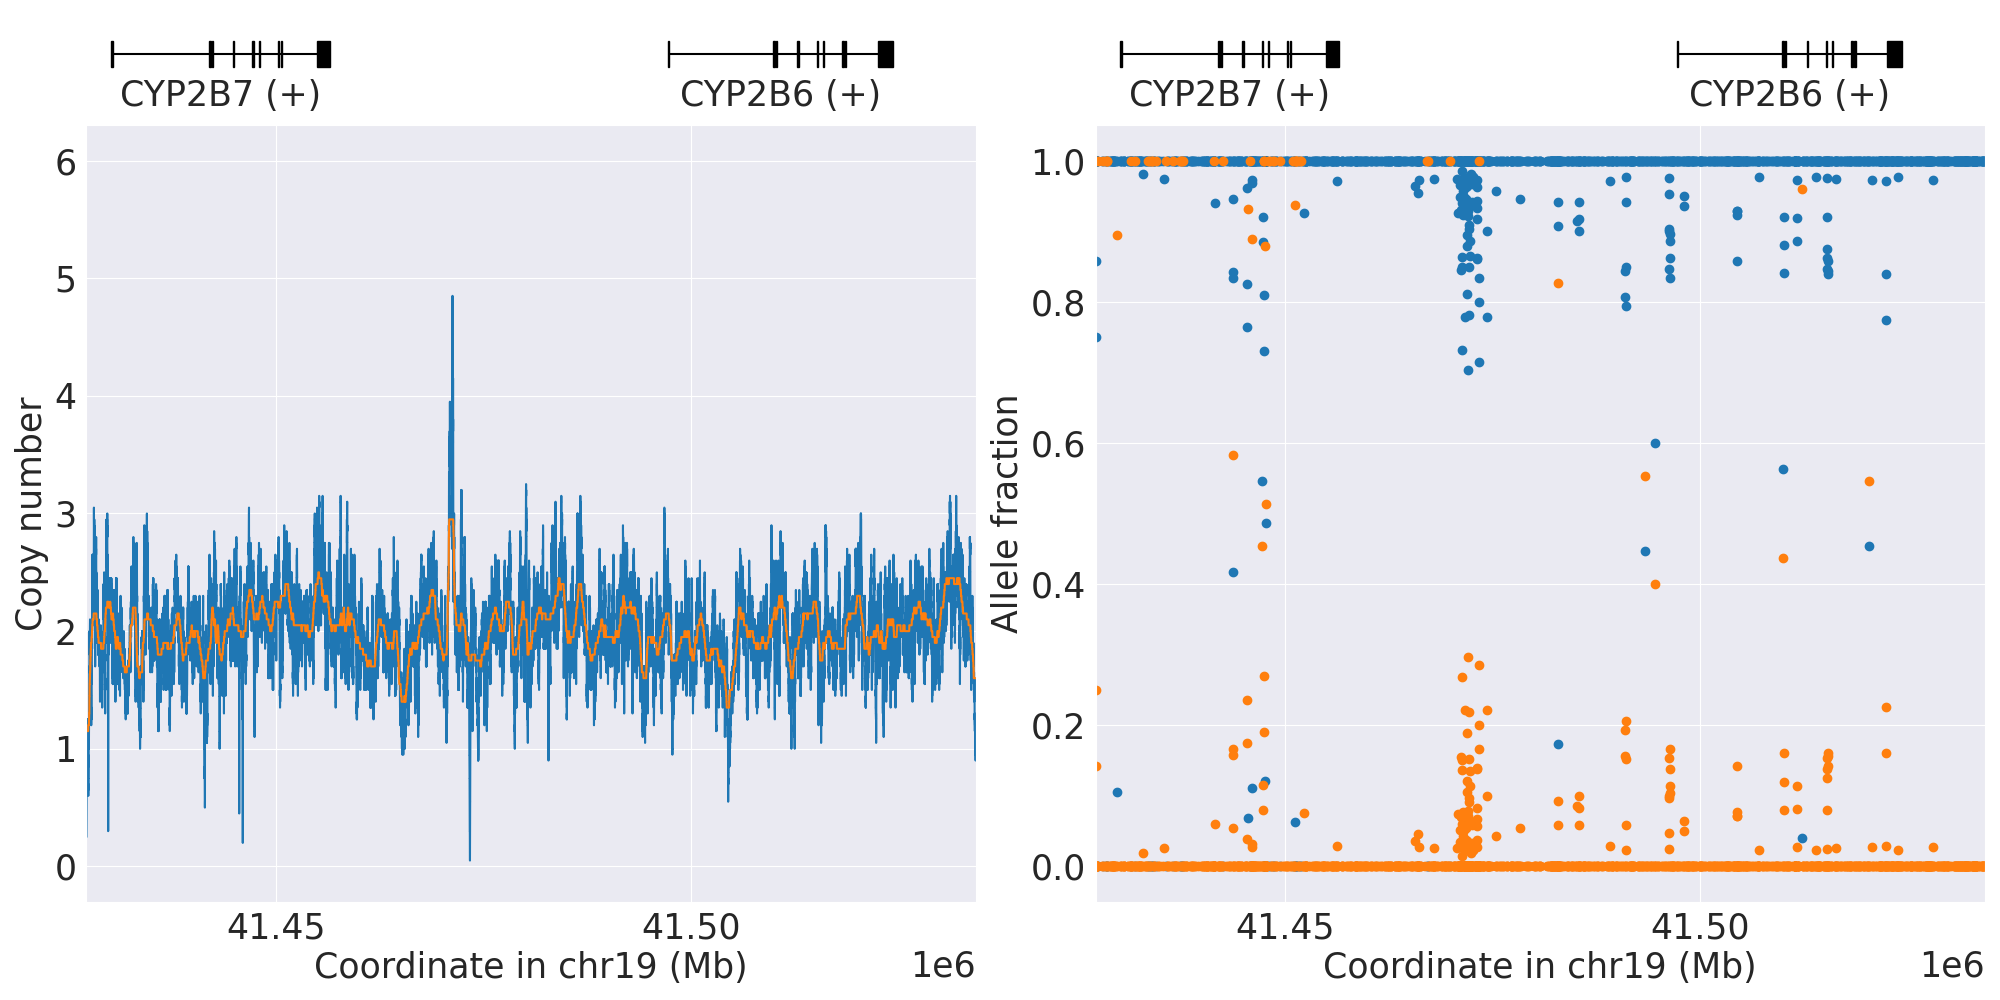 CYP2B7 (+)
CYP2B6 (+)
6
5
4
3
2
1
0
Copy number
41.45
41.50
Coordinate in chr19 (Mb)
1e6
CYP2B7 (+)
CYP2B6 (+)
1.0
0.8
0.6
0.4
0.2
0.0
Allele fraction
41.45
41.50
Coordinate in chr19 (Mb)
1e6